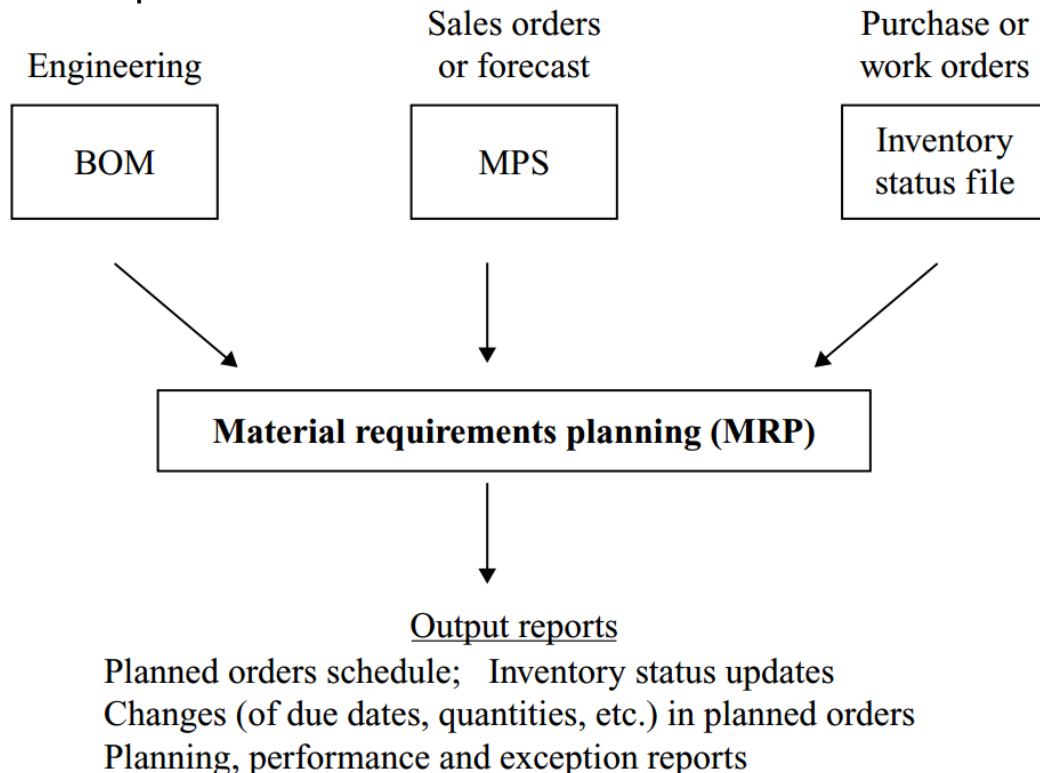 Engineering
Sales orders
or forecast
Purchase or
work orders
BOM
MPS
Inventory
status file
Material requirements planning (MRP)
Output reports
Planned orders schedule; Inventory status updates
Changes (of due dates, quantities, etc.) in planned orders
Planning, performance and exception reports